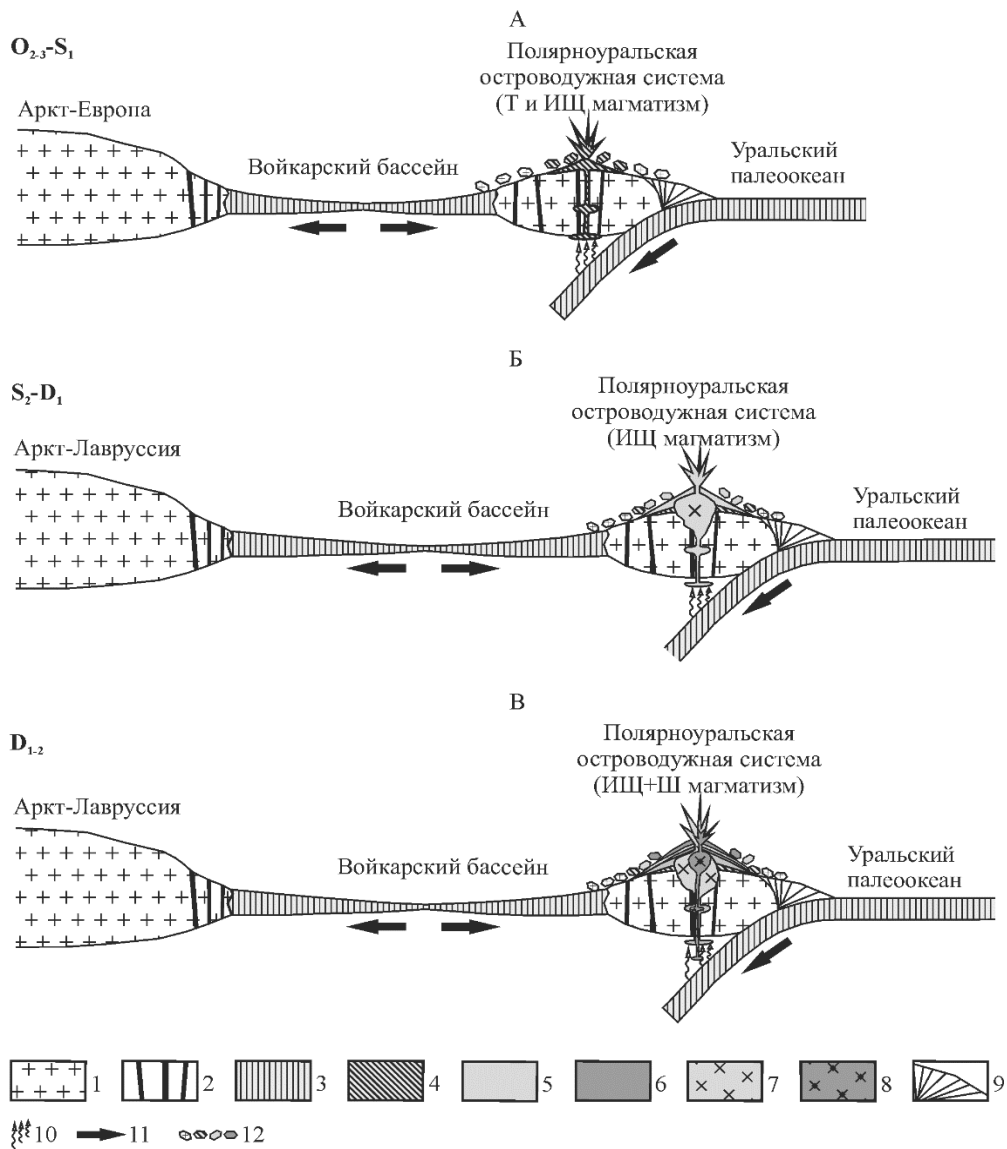 А
O₂₋₃-S₁
Полярноуральская
островодужная система
(Т и ИЩ магматизм)
Аркт-Европа
Войкарский бассейн
Уральский
палеоокеан
Б
S₂-D₁
Полярноуральская
островодужная система
(ИЩ магматизм)
Аркт-Лавруссия
Войкарский бассейн
Уральский
палеоокеан
В
D₁₋₂
Полярноуральская
островодужная система
(ИЩ+Ш магматизм)
Аркт-Лавруссия
Войкарский бассейн
Уральский
палеоокеан
1 2 3 4 5 6 7 8 9
10 11 12